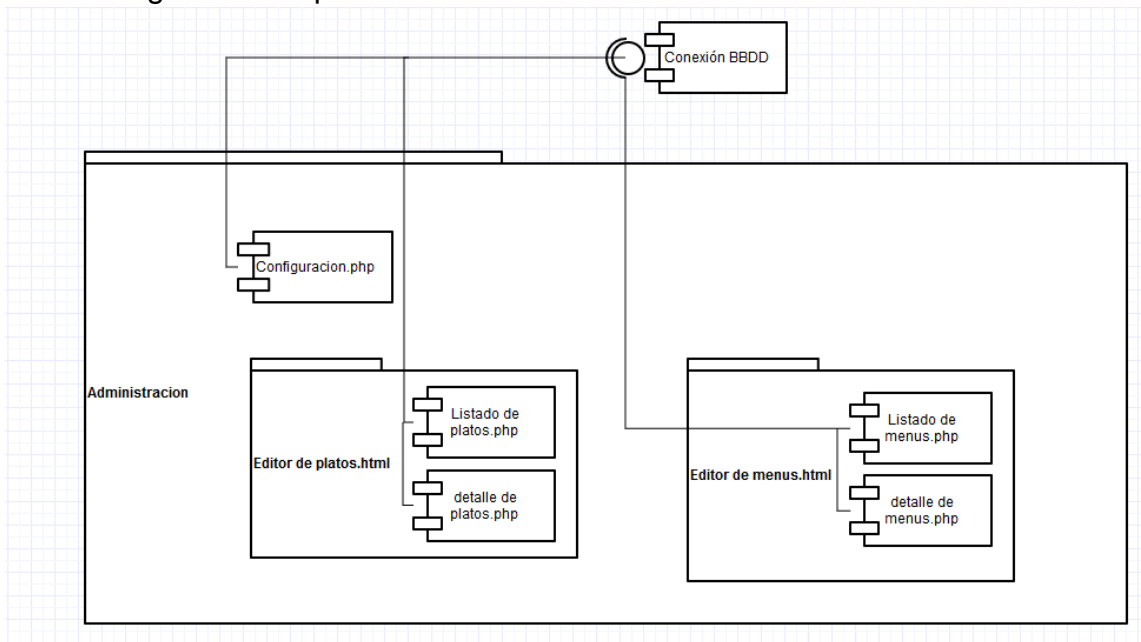 Conexión BBDD
Configuracion.php
Administracion
Listado de
platos.php
Editor de platos.html
detalle de
platos.php
Listado de
menus.php
Editor de menus.html
detalle de
menus.php